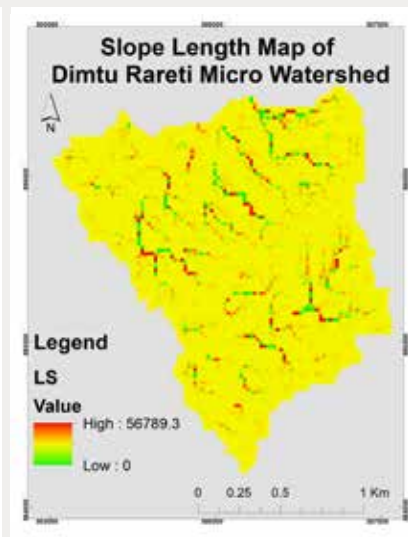 Slope Length Map of
Dimtu Rareti Micro Watershed
N
Legend
LS
Value
High : 56789.3
Low : 0
0 0.25 0.5 1 Km